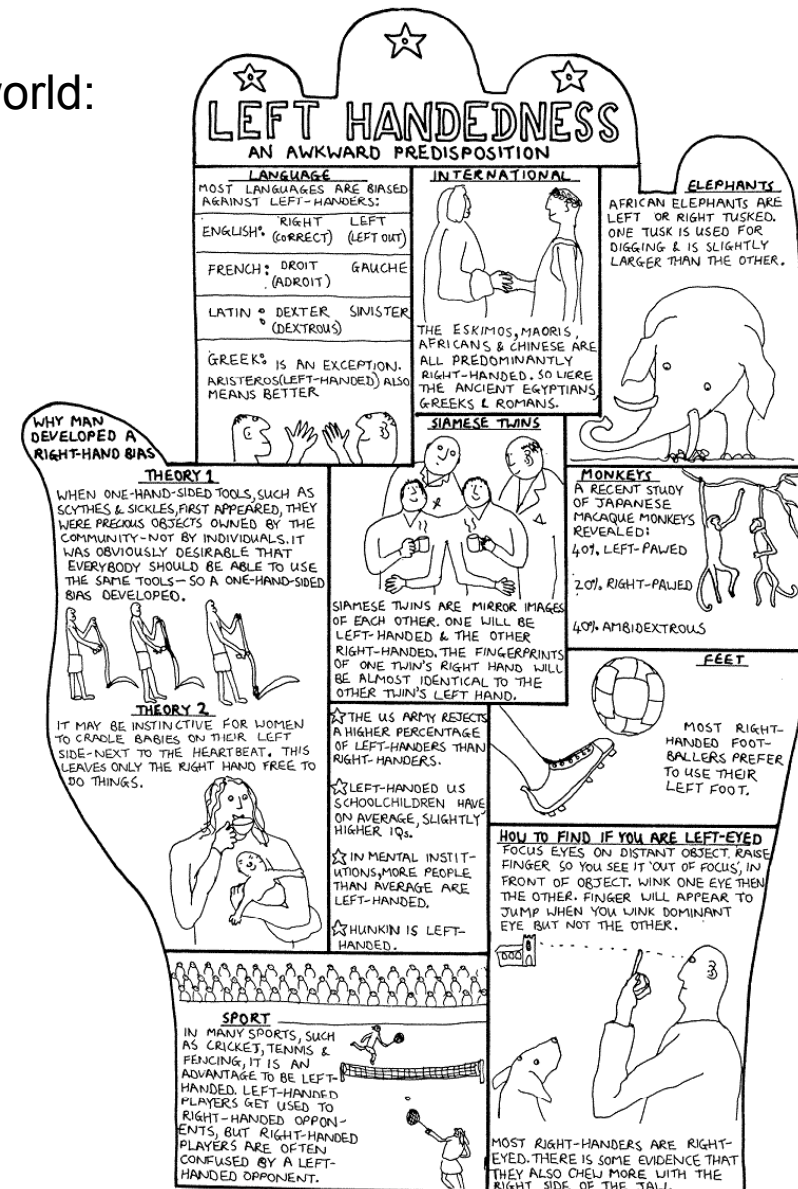 vorld:
LEFT HANDEDNESS
AN AWKWARD PREDISPOSITION
LANGUAGE
MOST LANGUAGES ARE BIASED
AGAINST LEFT-HANDERS:
ENGLISH: RIGHT LEFT
(CORRECT) (LEFT OUT)
FRENCH: DROIT GAUCHE
(ADROIT)
LATIN: DEXTER SINISTER
(DEXTROUS)
GREEK: IS AN EXCEPTION.
ARISTEROS(LEFT-HANDED) ALSO
MEANS BETTER
INTERNATIONAL
THE ESKIMOS, MAORIS,
AFRICANS & CHINESE ARE
ALL PREDOMINANTLY
RIGHT-HANDED. SO WERE
THE ANCIENT EGYPTIANS,
GREEKS & ROMANS.
ELEPHANTS
AFRICAN ELEPHANTS ARE
LEFT OR RIGHT TUSKED.
ONE TUSK IS USED FOR
DIGGING & IS SLIGHTLY
LARGER THAN THE OTHER.
WHY MAN
DEVELOPED A
RIGHT-HAND BIAS
THEORY 1
WHEN ONE-HAND-SIDED TOOLS, SUCH AS
SCYTHES & SICKLES, FIRST APPEARED, THEY
WERE PRECIOUS OBJECTS OWNED BY THE
COMMUNITY-NOT BY INDIVIDUALS. IT
WAS OBVIOUSLY DESIRABLE THAT
EVERYBODY SHOULD BE ABLE TO USE
THE SAME TOOLS-SO A ONE-HAND-SIDED
BIAS DEVELOPED.
THEORY 2
IT MAY BE INSTINCTIVE FOR WOMEN
TO CRADLE BABIES ON THEIR LEFT
SIDE-NEXT TO THE HEARTBEAT. THIS
LEAVES ONLY THE RIGHT HAND FREE TO
DO THINGS.
SIAMESE TWINS
SIAMESE TWINS ARE MIRROR IMAGES
OF EACH OTHER. ONE WILL BE
LEFT-HANDED & THE OTHER
RIGHT-HANDED. THE FINGERPRINTS
OF ONE TWIN'S RIGHT HAND WILL
BE ALMOST IDENTICAL TO THE
OTHER TWIN'S LEFT HAND.
MONKEYS
A RECENT STUDY
OF JAPANESE
MACAQUE MONKEYS
REVEALED:
40% LEFT-PAWED
20% RIGHT-PAWED
40% AMBIDEXTROUS
☆THE US ARMY REJECTS
A HIGHER PERCENTAGE
OF LEFT-HANDERS THAN
RIGHT-HANDERS.
☆LEFT-HANDED US
SCHOOLCHILDREN HAVE
ON AVERAGE, SLIGHTLY
HIGHER IQs.
☆IN MENTAL INSTIT-
UTIONS, MORE PEOPLE
THAN AVERAGE ARE
LEFT-HANDED.
☆HUNKIN IS LEFT-
HANDED.
FEET
MOST RIGHT-
HANDED FOOT-
BALLERS PREFER
TO USE THEIR
LEFT FOOT.
HOW TO FIND IF YOU ARE LEFT-EYED
FOCUS EYES ON DISTANT OBJECT. RAISE
FINGER SO YOU SEE IT 'OUT OF FOCUS', IN
FRONT OF OBJECT. WINK ONE EYE THEN
THE OTHER. FINGER WILL APPEAR TO
JUMP WHEN YOU WINK DOMINANT
EYE BUT NOT THE OTHER.
MOST RIGHT-HANDERS ARE RIGHT-
EYED. THERE IS SOME EVIDENCE THAT
THEY ALSO CHEW MORE WITH THE
RIGHT SIDE OF THE JAW.
SPORT
IN MANY SPORTS, SUCH
AS CRICKET, TENNIS &
FENCING, IT IS AN
ADVANTAGE TO BE LEFT-
HANDED. LEFT-HANDED
PLAYERS GET USED TO
RIGHT-HANDED OPPON-
ENTS, BUT RIGHT-HANDED
PLAYERS ARE OFTEN
CONFUSED BY A LEFT-
HANDED OPPONENT.